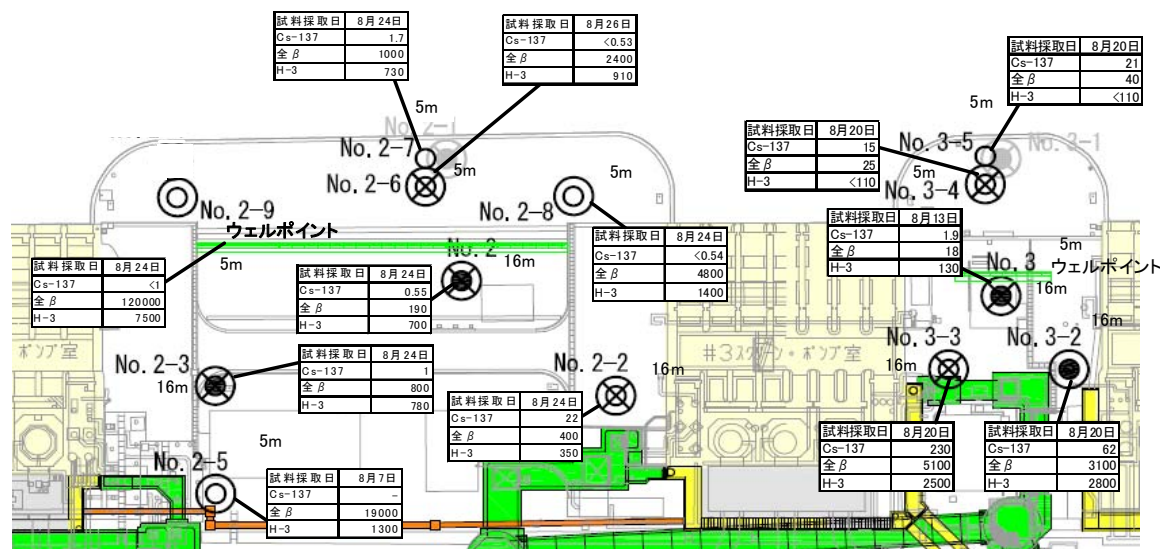 試料採取日 8月24日
Cs-137 1.7
全β 1000
H-3 730
試料採取日 8月26日
Cs-137 <0.53
全β 2400
H-3 910
試料採取日 8月20日
Cs-137 21
全β 40
H-3 <110
5m
5m
No. 2-1
No. 2-7
5m
No. 2-6
5m
試料採取日 8月20日
Cs-137 15
全β 25
H-3 <110
No. 3-5
No. 3-1
5m
5m
No. 3-4
No. 2-9
No. 2-8
ウェルポイント
5m
試料採取日 8月24日
Cs-137 <1
全β 120000
H-3 7500
No. 2
16m
試料採取日 8月24日
Cs-137 0.55
全β 190
H-3 700
試料採取日 8月24日
Cs-137 <0.54
全β 4800
H-3 1400
試料採取日 8月13日
Cs-137 1.9
全β 18
H-3 130
5m
No. 3
ウェルポイント
16m
16m
ポンプ室
No. 2-3
16m
試料採取日 8月24日
Cs-137 1
全β 800
H-3 780
No. 2-2
16m
#3スクリーン・ポンプ室
No. 3-3
16m
No. 3-2
試料採取日 8月24日
Cs-137 22
全β 400
H-3 350
試料採取日 8月20日
Cs-137 230
全β 5100
H-3 2500
試料採取日 8月20日
Cs-137 62
全β 3100
H-3 2800
5m
No. 2-5
試料採取日 8月7日
Cs-137 -
全β 19000
H-3 1300